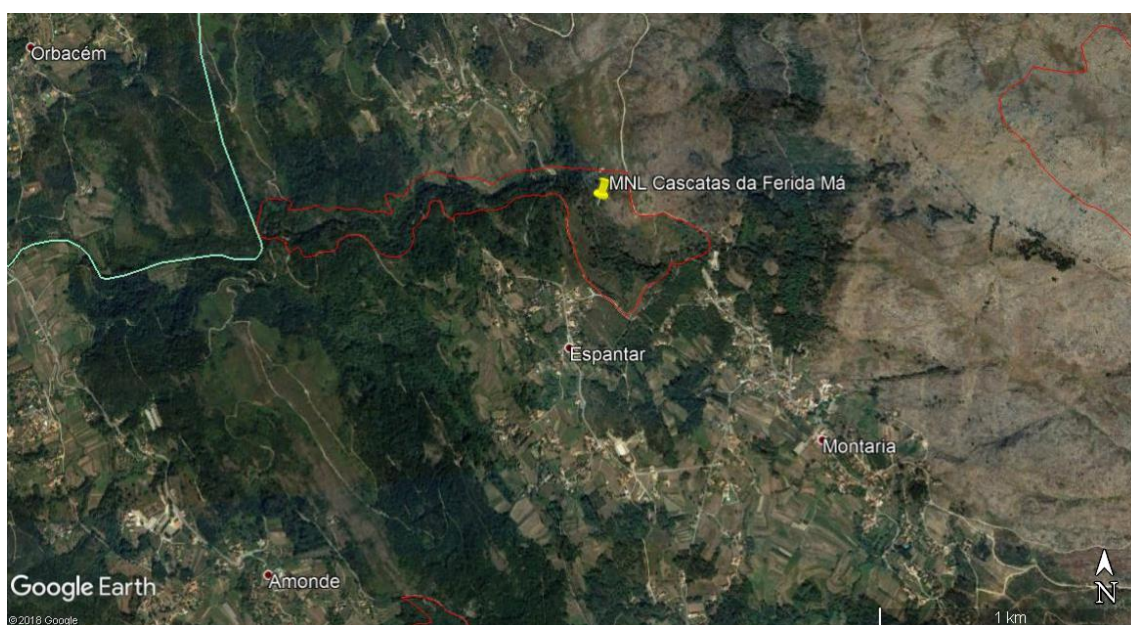 Orbacém
MNL Cascatas da Ferida Má
Espantar
Montaria
Amonde
Google Earth
©2018 Google
1 km
N